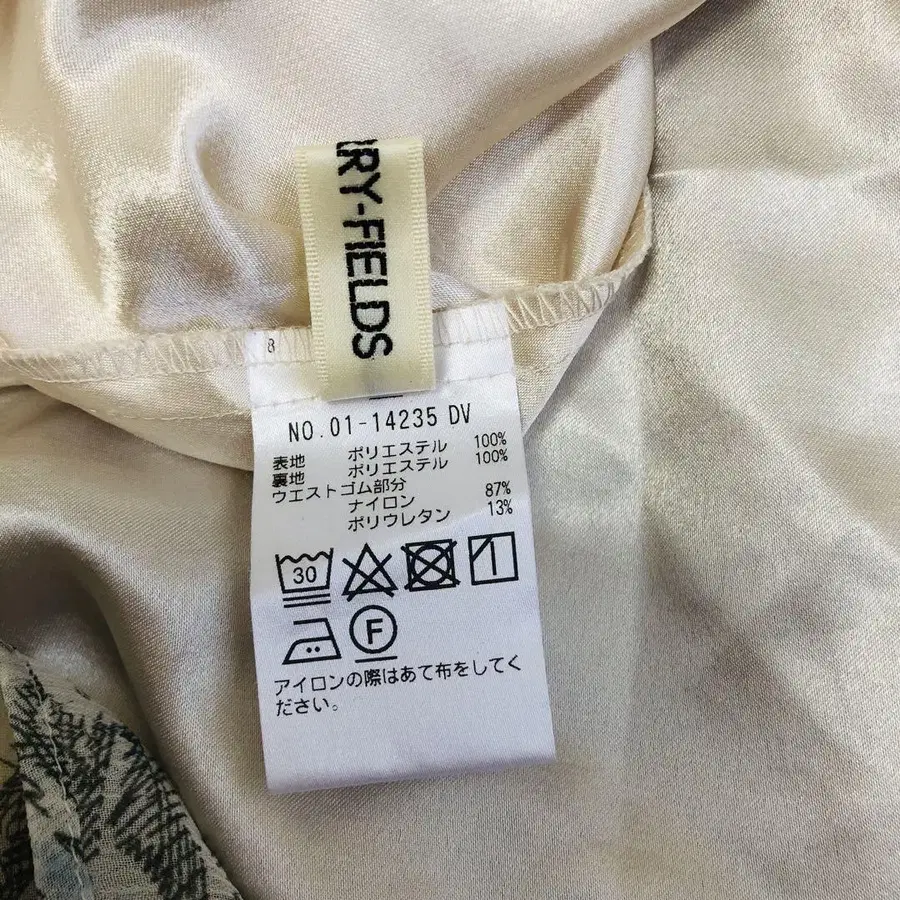 IRY-FIELDS
8
NO.01-14235 DV
表地 ポリエステル 100%
裏地 ポリエステル 100%
ウエストゴム部分
ナイロン 87%
ポリウレタン 13%
30
F
アイロンの際はあて布をしてく
ださい。